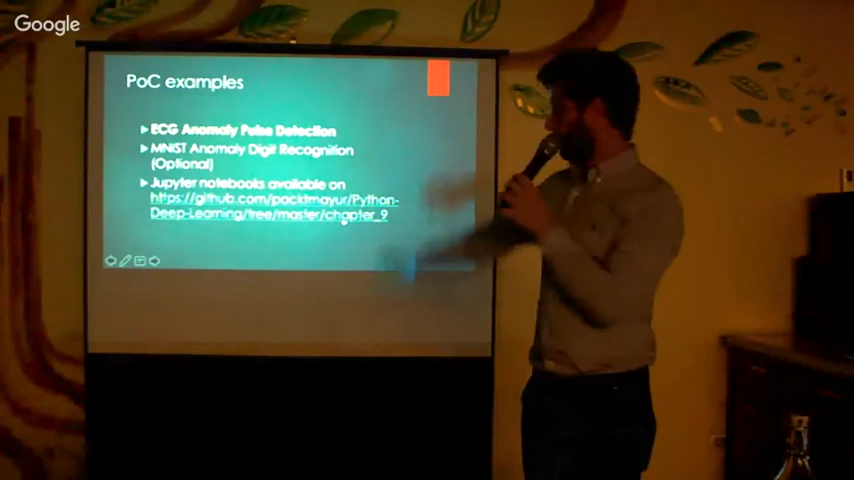 Google
PoC examples
ECG Anomaly Pulse Detection
MNIST Anomaly Digit Recognition
(Optional)
Jupyter notebooks available on
https://github.com/packtmayur/Python-
Deep-Learning/tree/master/chapter_9